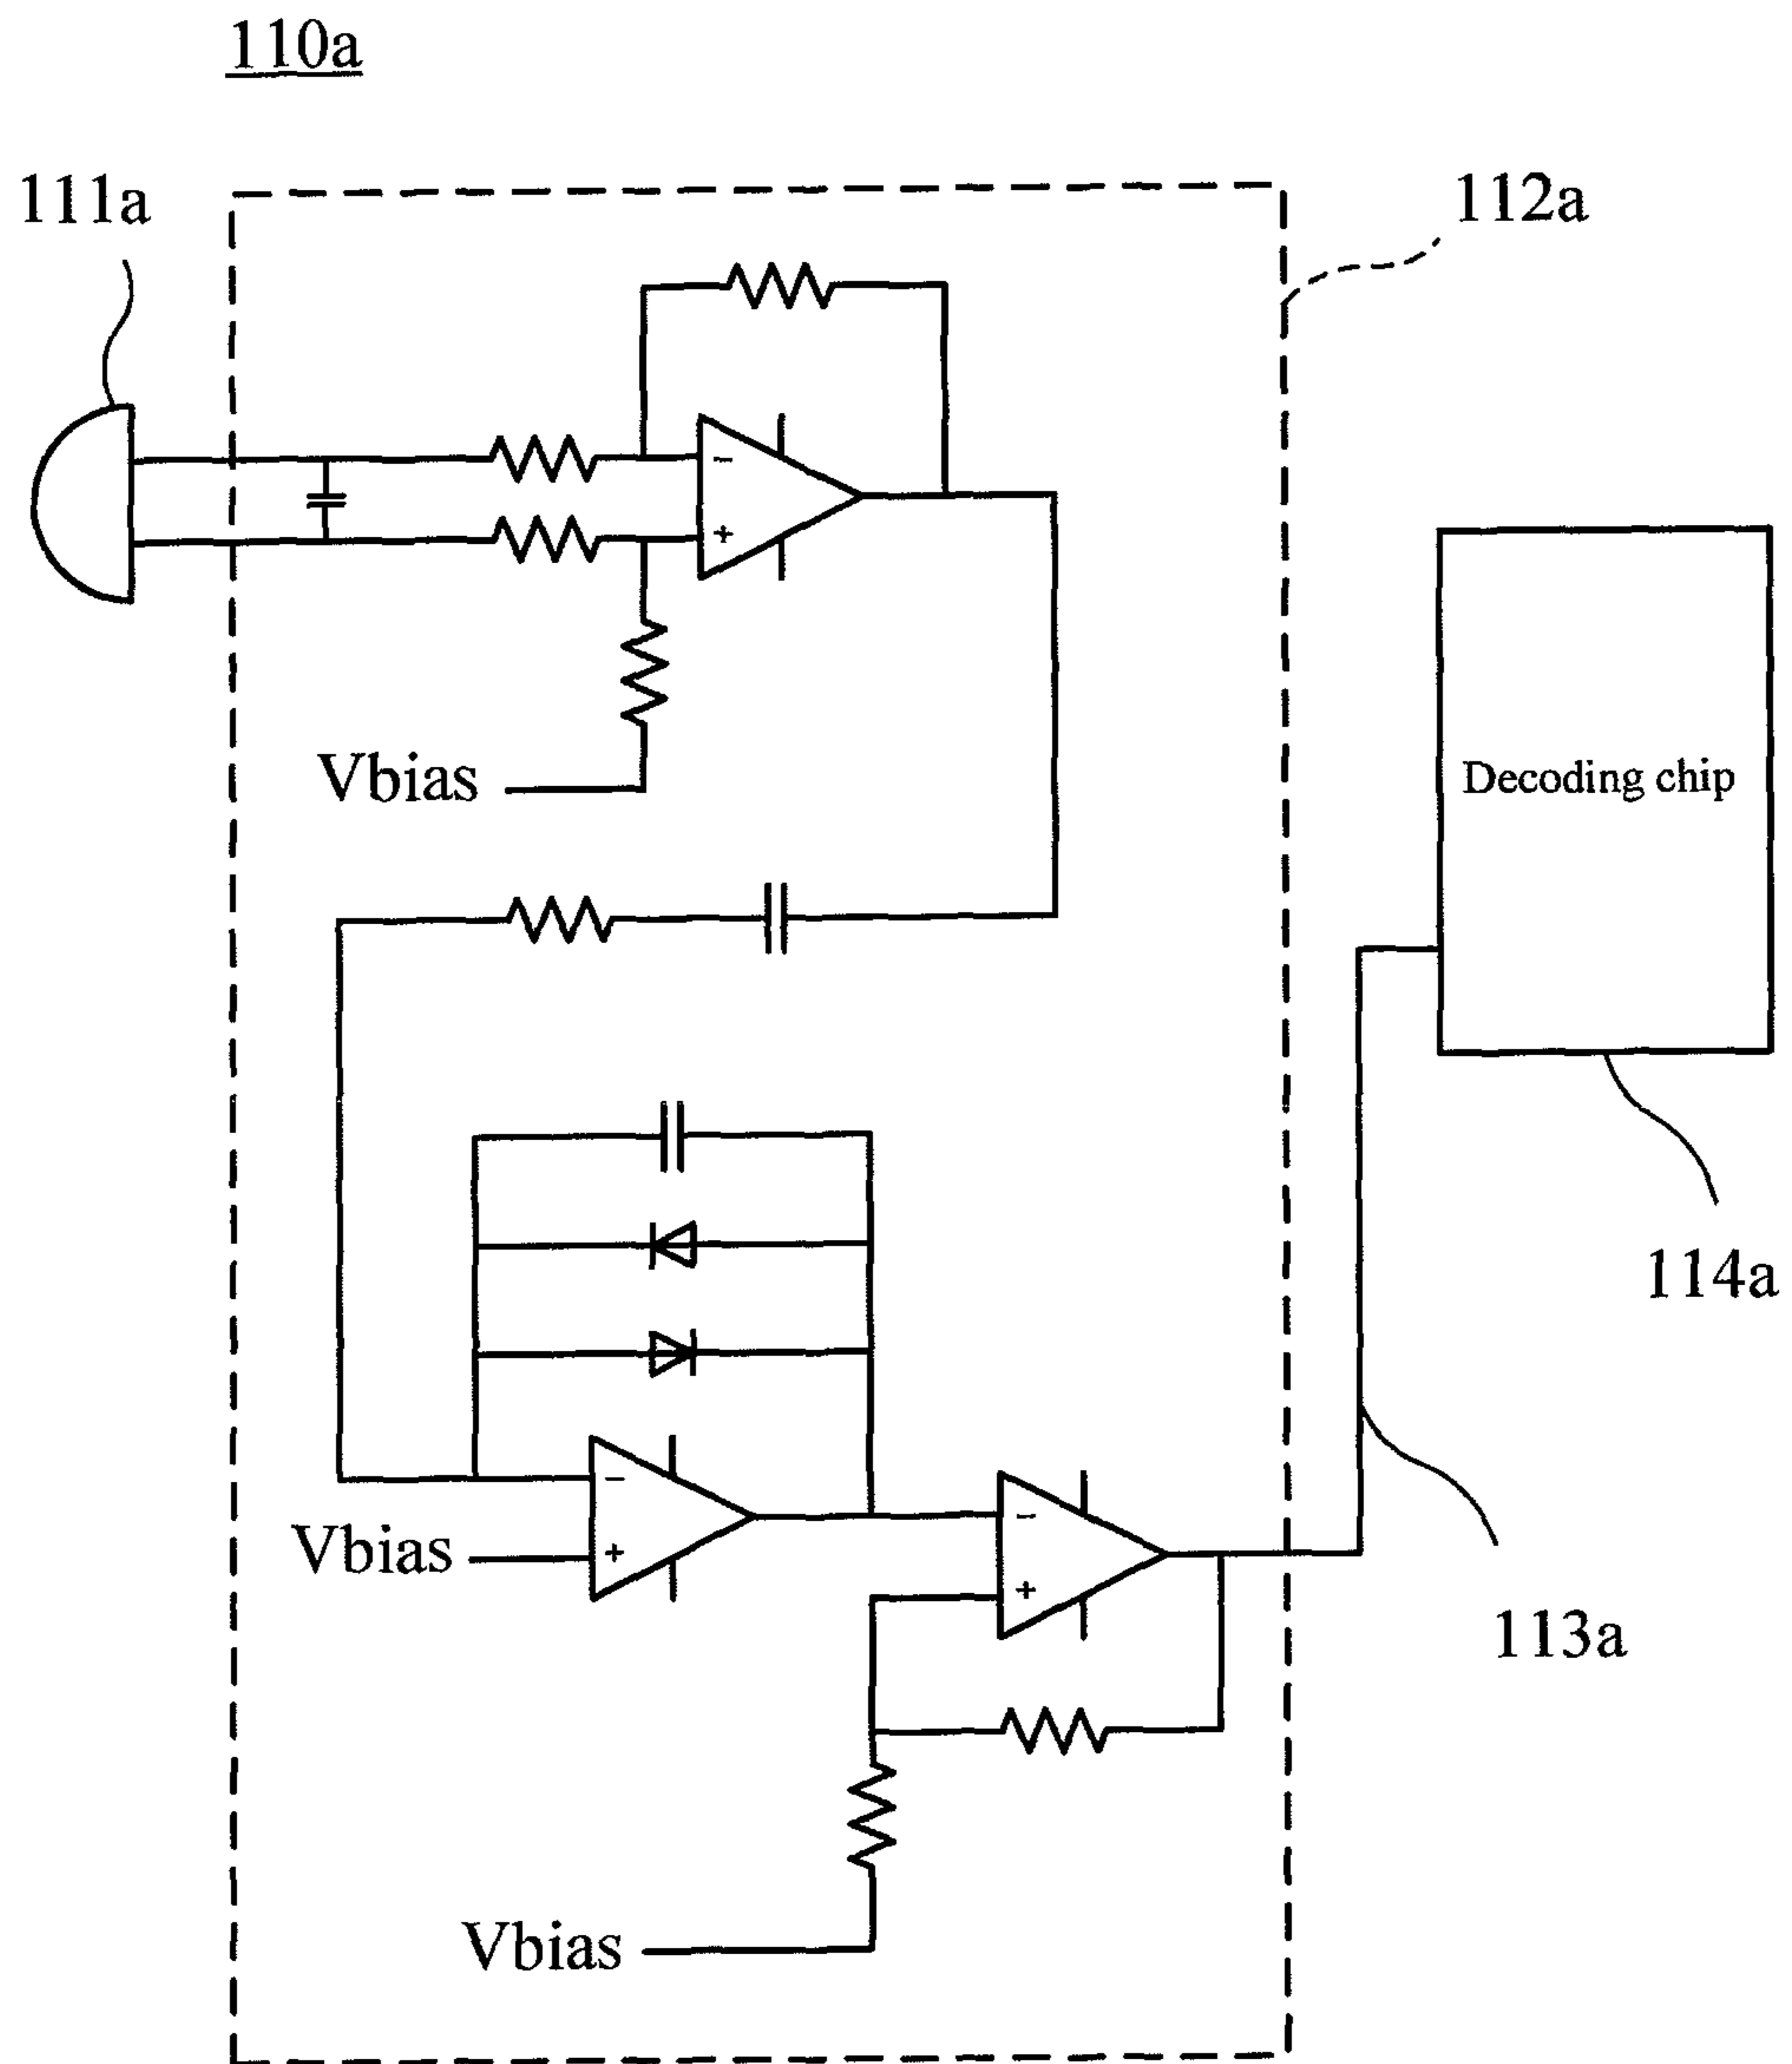 110a
111a
112a
-
+
Vbias
Decoding chip
114a
-
+
Vbias
-
+
113a
Vbias